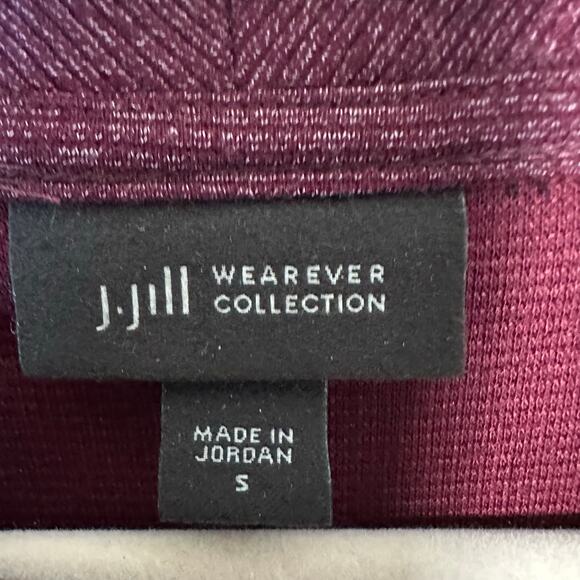 J.Jill WEAREVER
COLLECTION
MADE IN
JORDAN
S